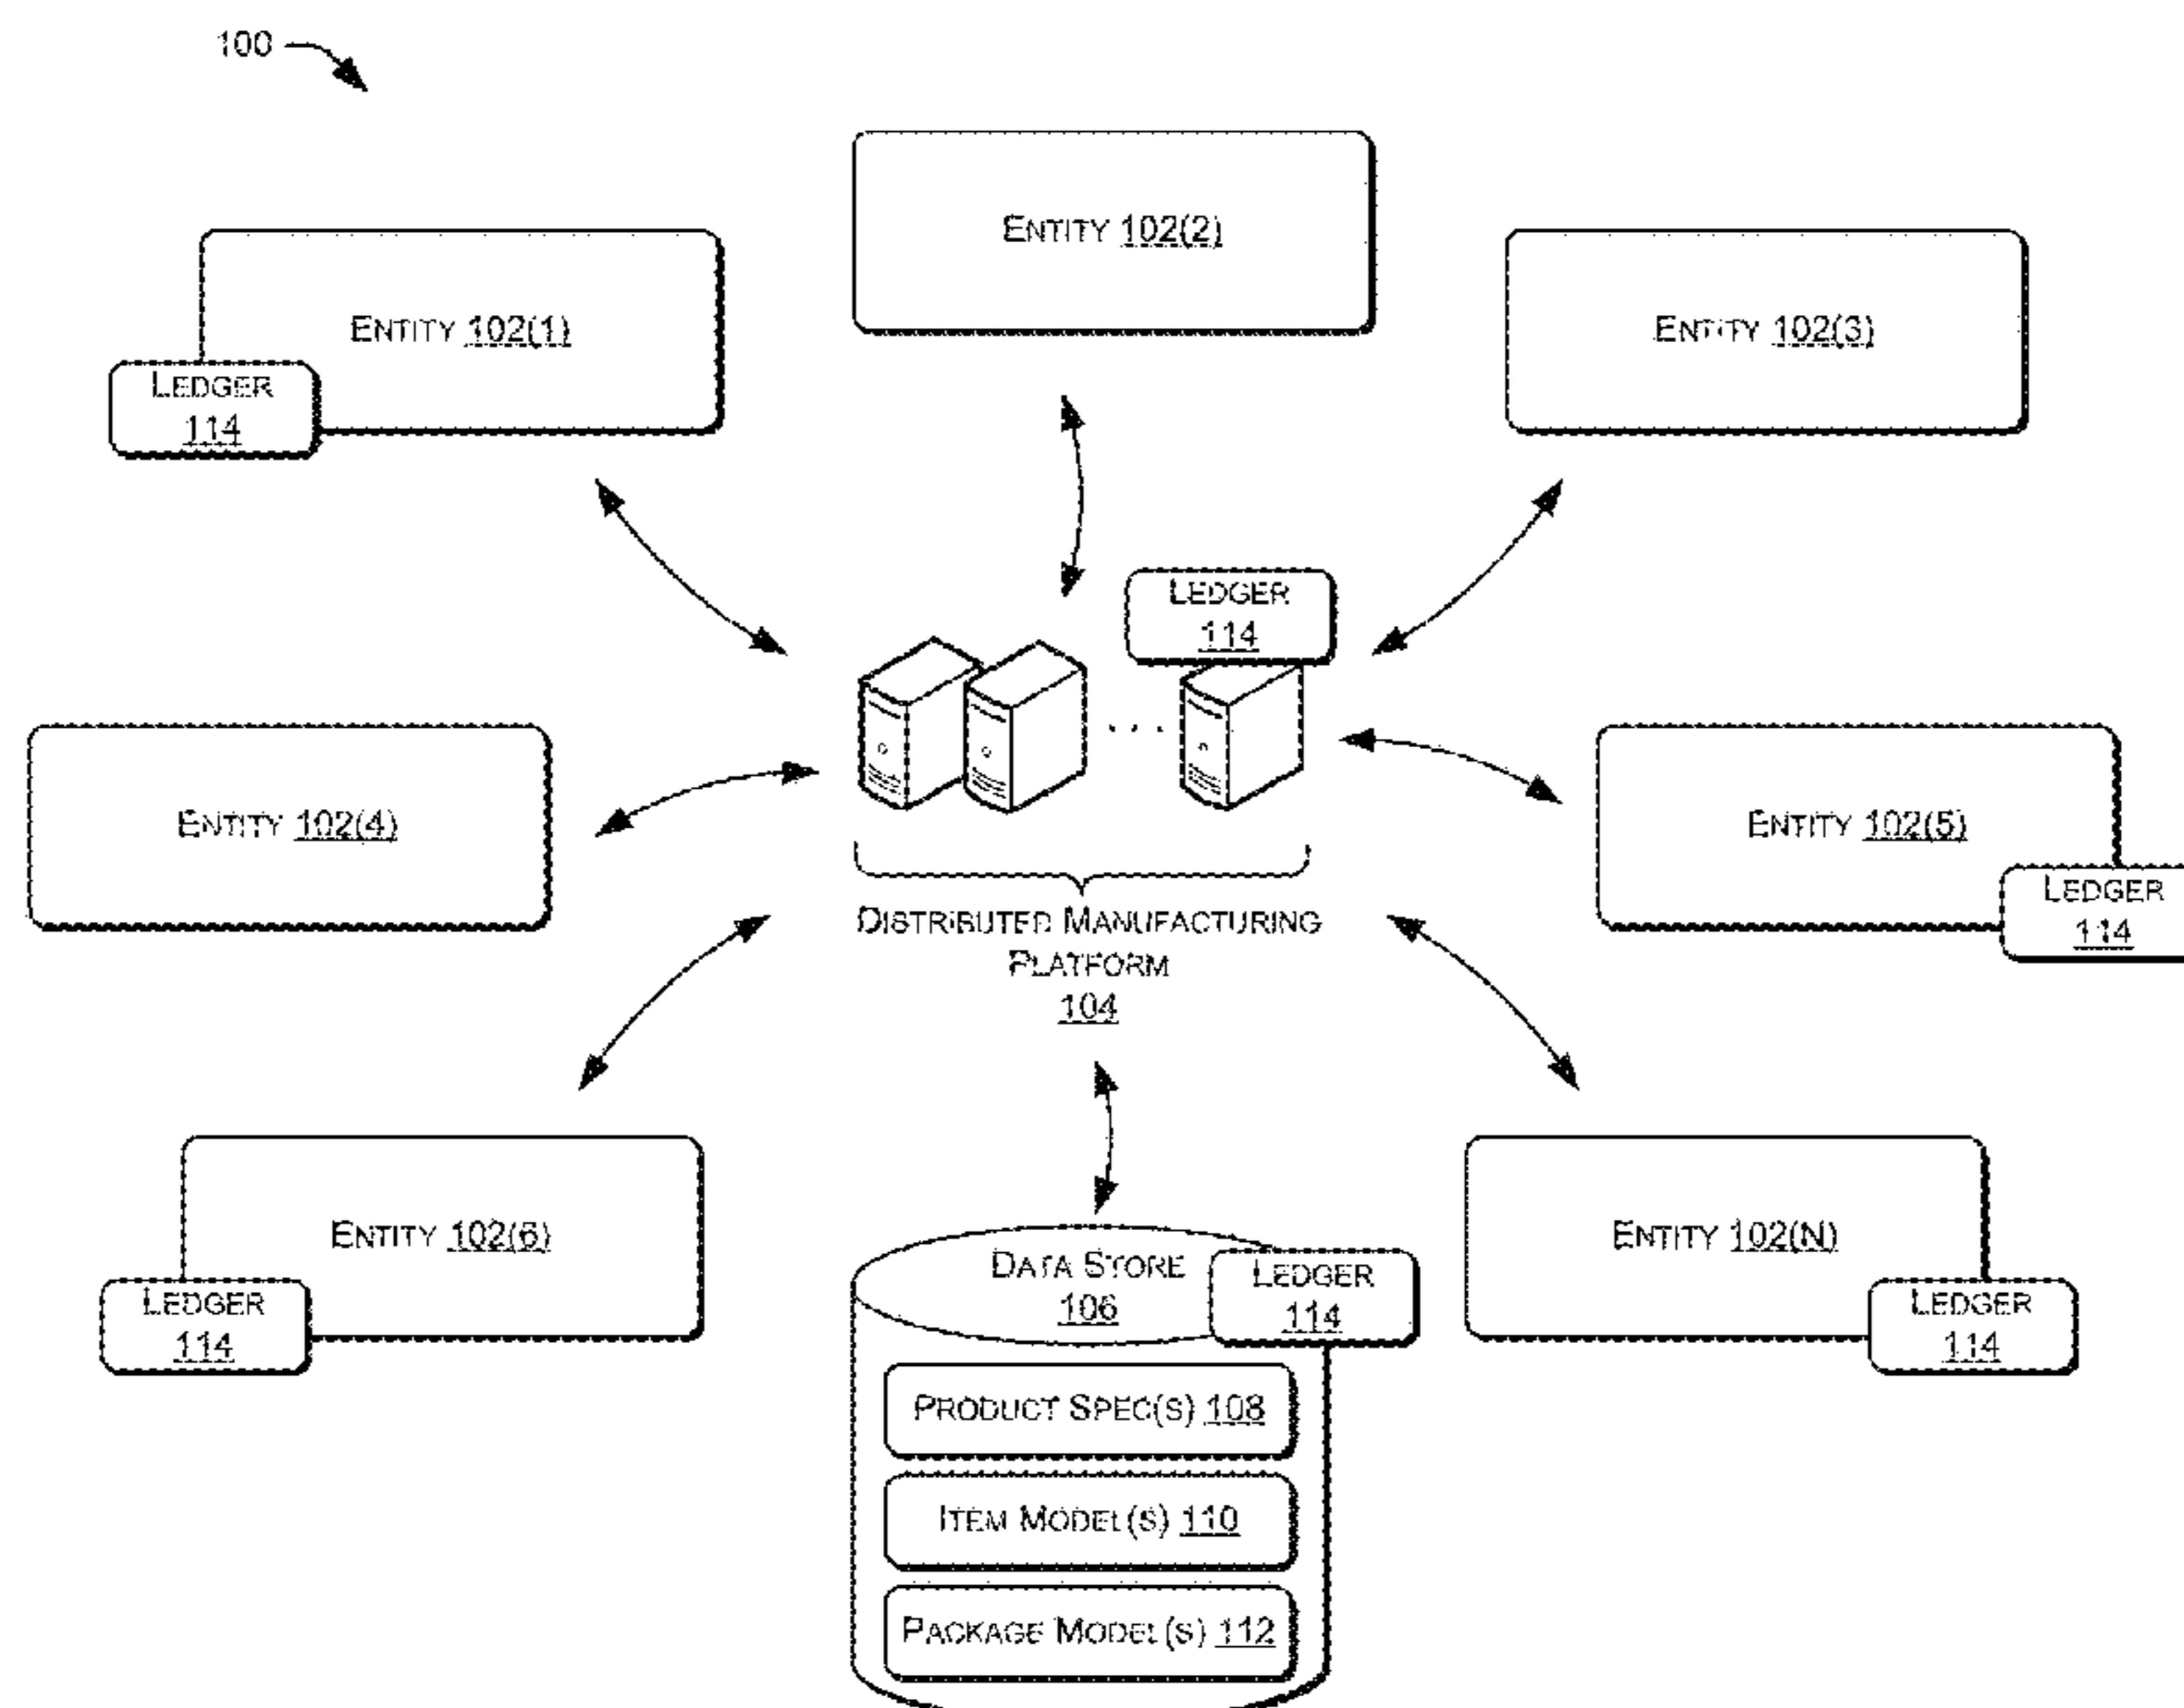 100
ENTITY 102(2)
ENTITY 102(1)
ENTITY 102(3)
LEDGER
114
LEDGER
114
ENTITY 102(4)
ENTITY 102(5)
LEDGER
114
DISTRIBUTED MANUFACTURING
PLATFORM
104
ENTITY 102(6)
LEDGER
114
DATA STORE
106
LEDGER
114
ENTITY 102(N)
LEDGER
114
PRODUCT SPEC(S) 108
ITEM MODEL(S) 110
PACKAGE MODEL(S) 112